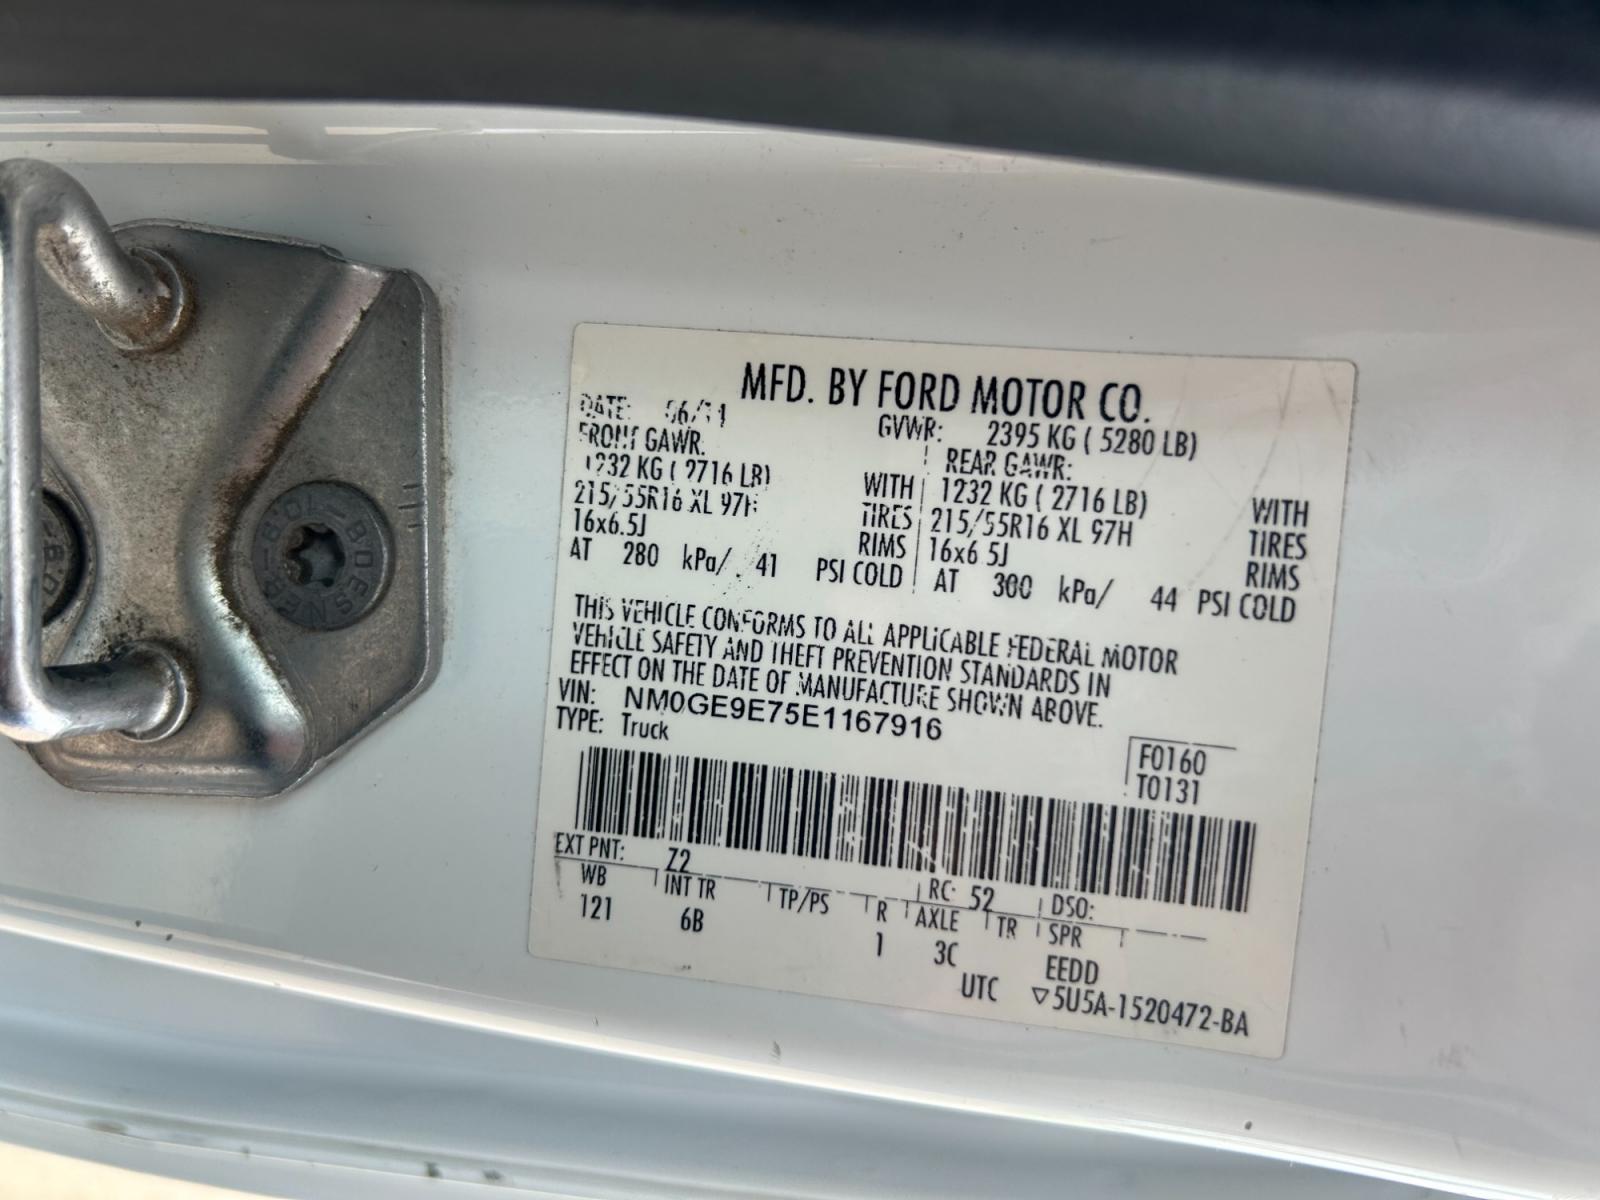 MFD. BY FORD MOTOR CO.
DATE: 06/14
GVWR: 2395 KG ( 5280 LB)
FRONT GAWR:
REAR GAWR:
1232 KG ( 2716 LB) WITH
1232 KG ( 2716 LB) WITH
215/55R16 XL 97H TIRES
215/55R16 XL 97H TIRES
16x6.5J RIMS
16x6.5J RIMS
AT 280 kPa/ 41 PSI COLD
AT 300 kPa/ 44 PSI COLD
THIS VEHICLE CONFORMS TO ALL APPLICABLE FEDERAL MOTOR
VEHICLE SAFETY AND THEFT PREVENTION STANDARDS IN
EFFECT ON THE DATE OF MANUFACTURE SHOWN ABOVE.
VIN: NM0GE9E75E1167916
TYPE: Truck
F0160
T0131
EXT PNT: Z2 RC: 52 DSO:
WB INT TR TP/PS R AXLE TR SPR
121 6B 1 3C EEDD
UTC ▽5U5A-1520472-BA
BOESNER
10.9